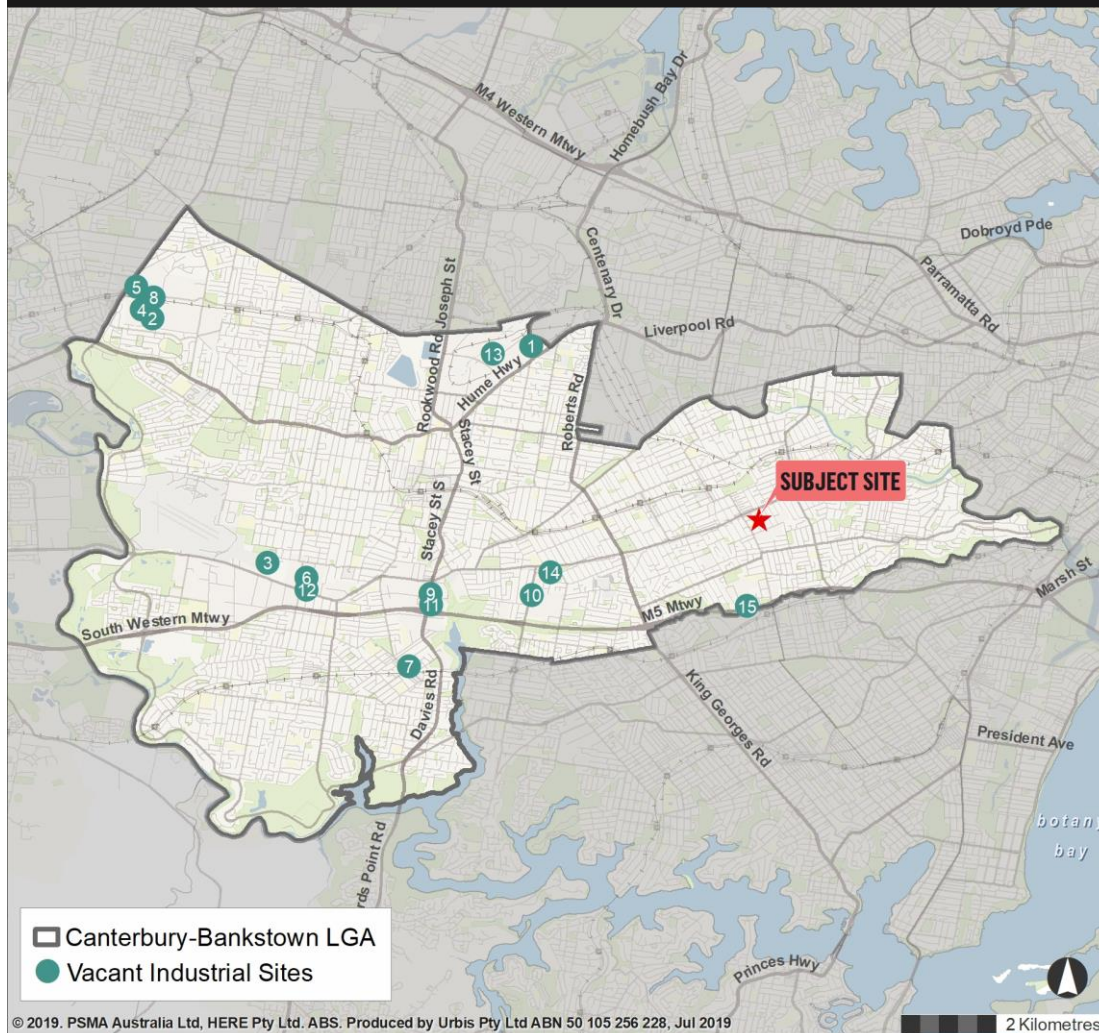 M4 Western Mtwy
Homebush Bay Dr
Dobroyd Pde
Centenary Dr
Parramatta Rd
Joseph St
Liverpool Rd
5
8
4
2
1
13
Rookwood Rd
Hume Hwy
Roberts Rd
Stacey St
SUBJECT SITE
Stacey St S
3
6
12
9
11
14
10
15
M5 Mtwy
Marsh St
South Western Mtwy
7
Davies Rd
King Georges Rd
President Ave
botany
bay
rds Point Rd
Princes Hwy
Canterbury-Bankstown LGA
Vacant Industrial Sites
© 2019. PSMA Australia Ltd, HERE Pty Ltd. ABS. Produced by Urbis Pty Ltd ABN 50 105 256 228, Jul 2019
2 Kilometres